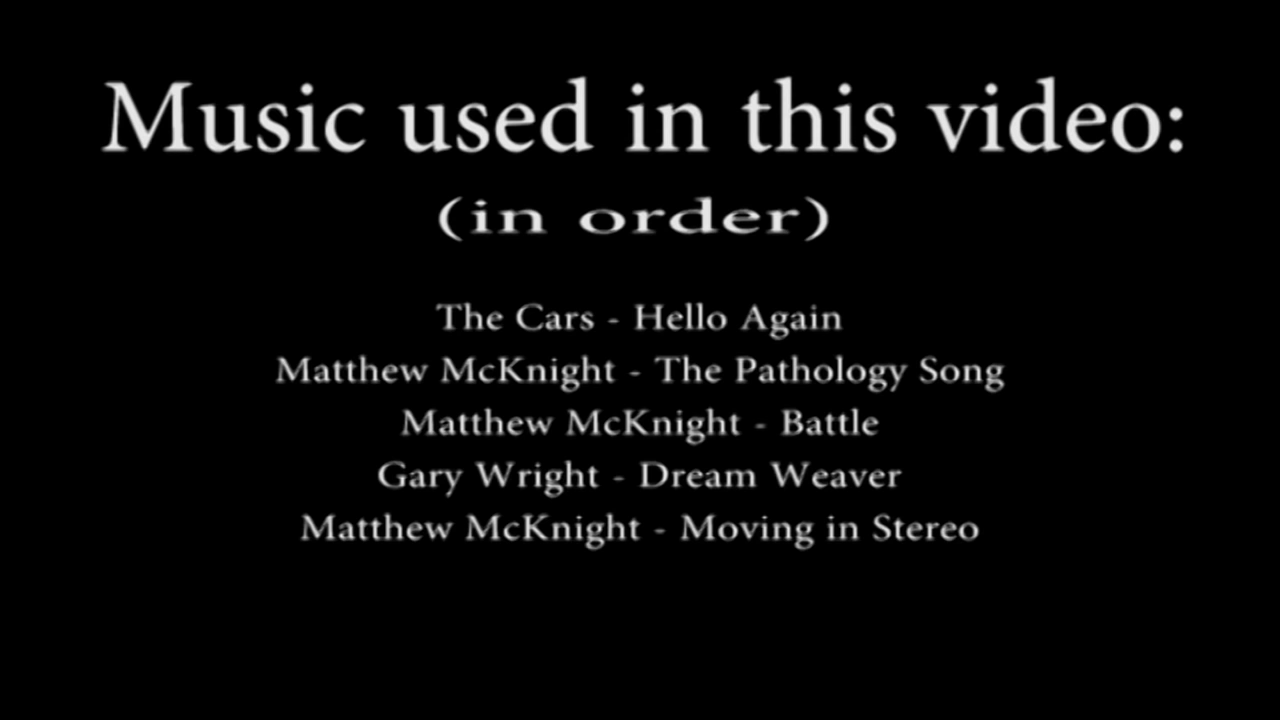 Music used in this video:
(in order)
The Cars - Hello Again
Matthew McKnight - The Pathology Song
Matthew McKnight - Battle
Gary Wright - Dream Weaver
Matthew McKnight - Moving in Stereo